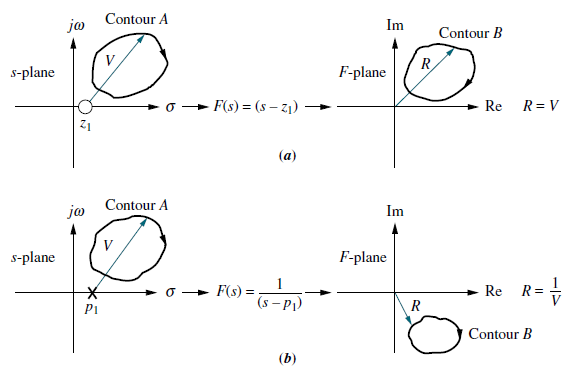 jω Contour A Im Contour B
V R
s-plane F-plane
σ F(s) = (s – z₁) Re R = V
z₁
(a)
jω Contour A Im
V
s-plane F-plane
σ F(s) = 1/(s – p₁) Re R = 1/V
p₁ R
Contour B
(b)